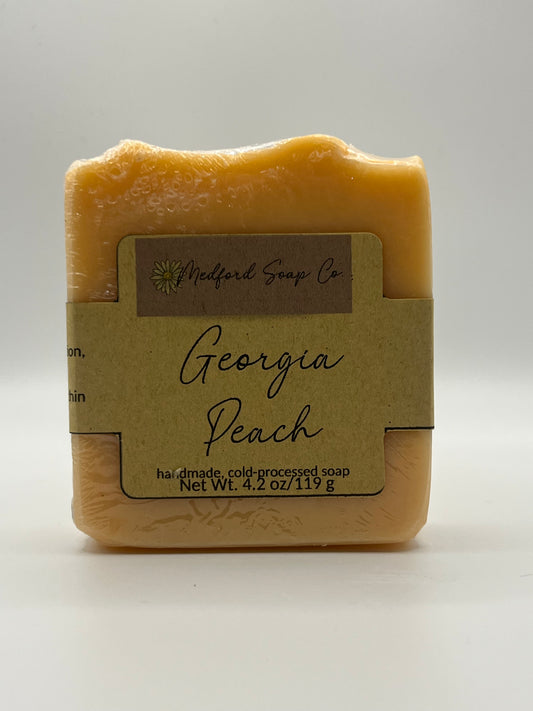 Medford Soap Co.
Georgia
Peach
handmade, cold-processed soap
Net Wt. 4.2 oz/119 g